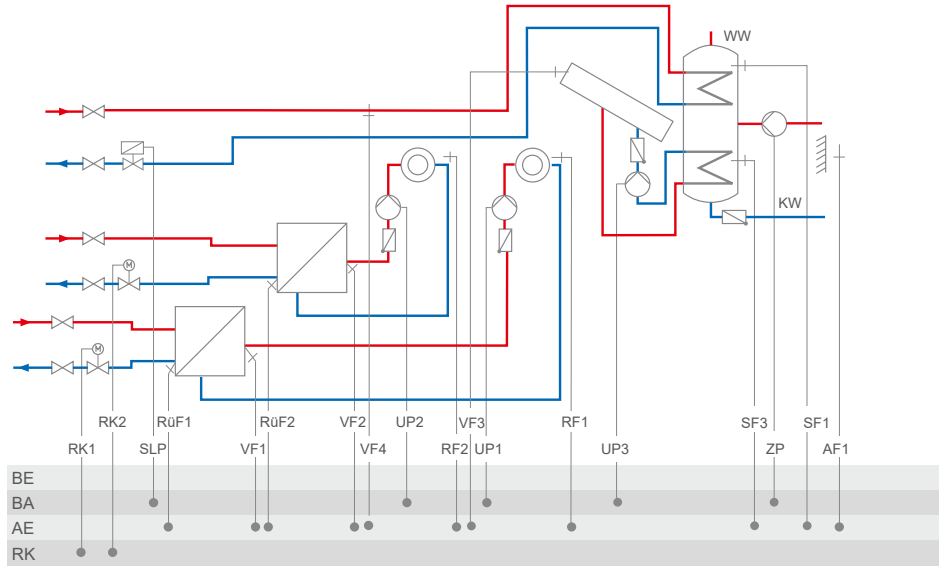 WW
KW
M
M
RK2 RüF1 RüF2 VF2 UP2 VF3 RF1 SF3 SF1
RK1 SLP VF1 VF4 RF2 UP1 UP3 ZP AF1
BE
BA
AE
RK